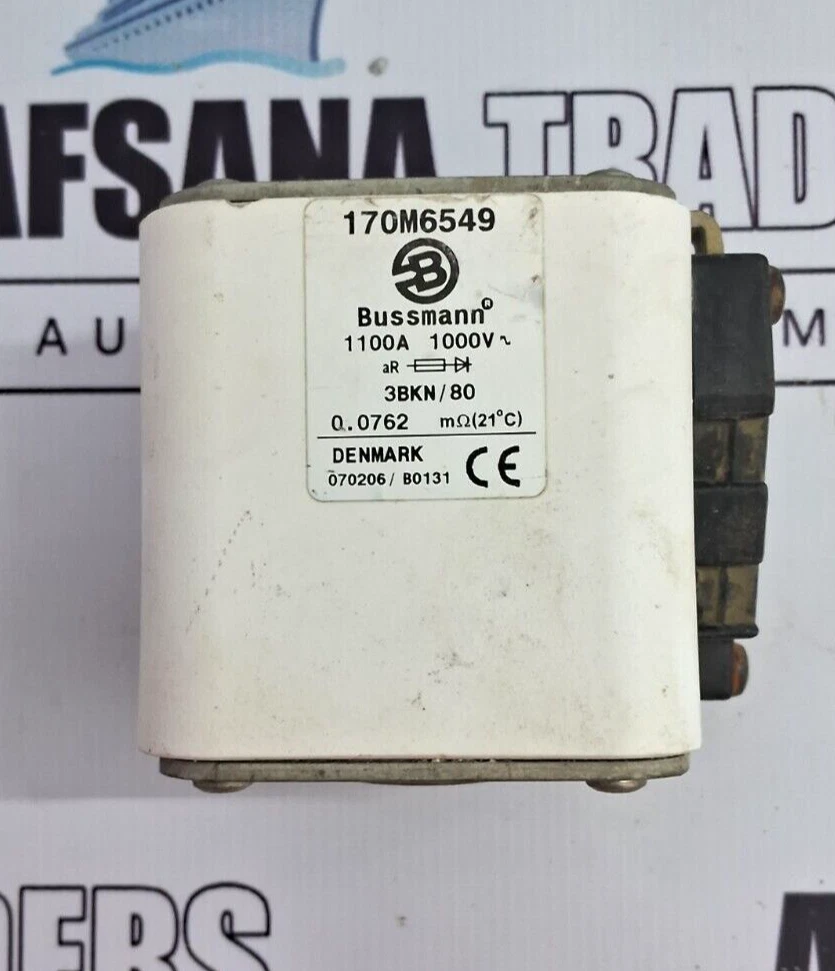 AFSANA TRAD
AU
M
170M6549
B
Bussmann®
1100A 1000V~
aR
3BKN/80
0.0762 mΩ(21°C)
DENMARK
070206/ B0131 CE
DERS
A